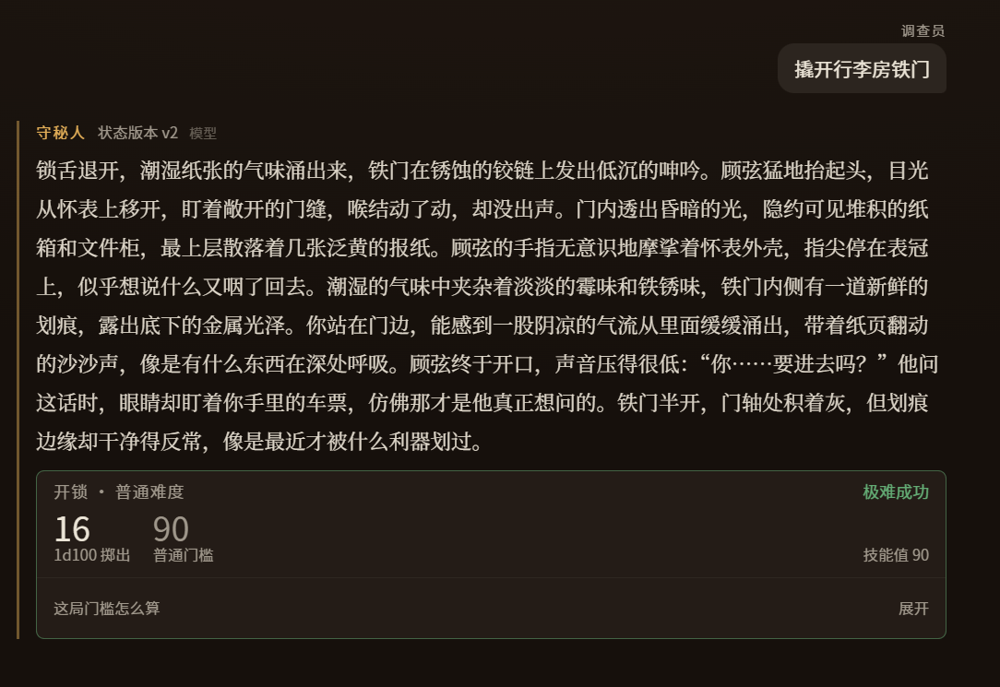 调查员
撬开行李房铁门
守秘人 状态版本 v2 模型
锁舌退开，潮湿纸张的气味涌出来，铁门在锈蚀的铰链上发出低沉的呻吟。顾弦猛地抬起头，目光
从怀表上移开，盯着敞开的门缝，喉结动了动，却没出声。门内透出昏暗的光，隐约可见堆积的纸
箱和文件柜，最上层散落着几张泛黄的报纸。顾弦的手指无意识地摩挲着怀表外壳，指尖停在表冠
上，似乎想说什么又咽了回去。潮湿的气味中夹杂着淡淡的霉味和铁锈味，铁门内侧有一道新鲜的
划痕，露出底下的金属光泽。你站在门边，能感到一股阴凉的气流从里面缓缓涌出，带着纸页翻动
的沙沙声，像是有什么东西在深处呼吸。顾弦终于开口，声音压得很低：“你……要进去吗？”他问
这话时，眼睛却盯着你手里的车票，仿佛那才是他真正想问的。铁门半开，门轴处积着灰，但划痕
边缘却干净得反常，像是最近才被什么利器划过。
开锁 · 普通难度 极难成功
16 90
1d100 掷出 普通门槛 技能值 90
这局门槛怎么算 展开